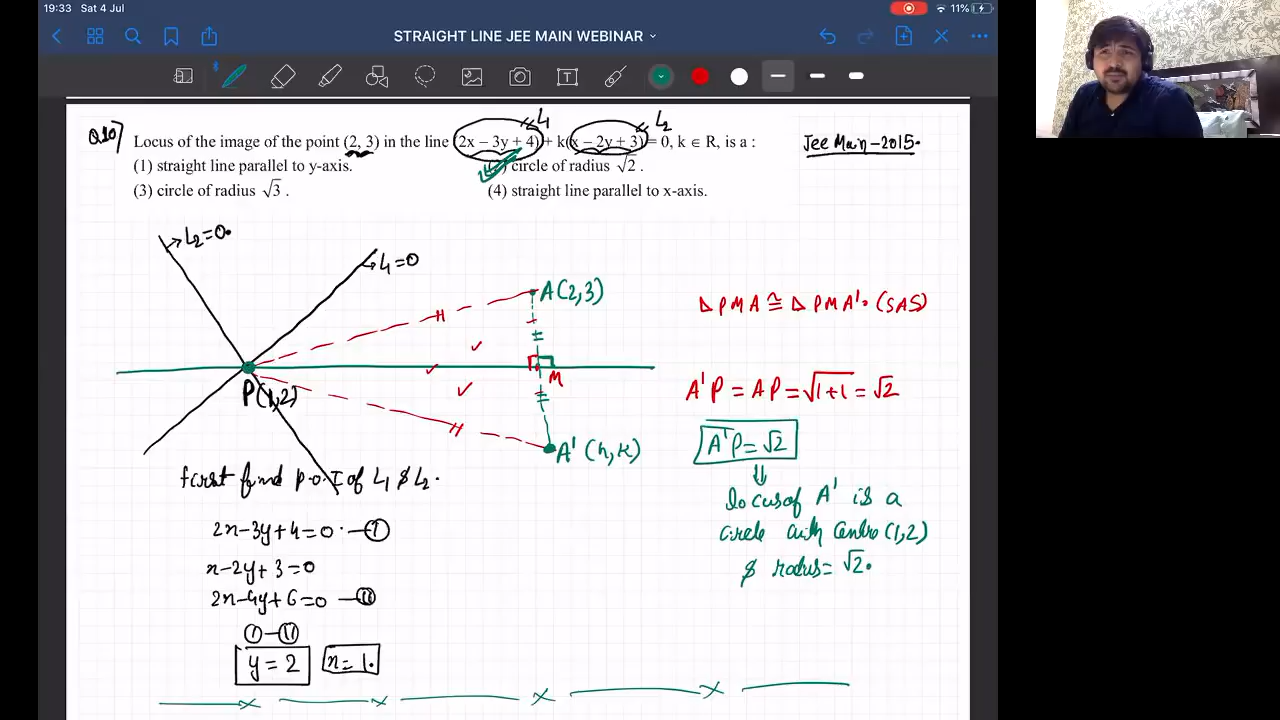 19:33 Sat 4 Jul
11%
STRAIGHT LINE JEE MAIN WEBINAR
Q20) Locus of the image of the point (2, 3) in the line (2x – 3y + 4) + k(x – 2y + 3) = 0, k ∈ R, is a :
= L1
= L2
Jee Main-2015.
(1) straight line parallel to y-axis.
circle of radius √2 .
(3) circle of radius √3 .
(4) straight line parallel to x-axis.
L2=0.
L1=0
A(2,3)
P(1,2)
M
A' (h,k)
Δ PMA ≅ Δ PMA'. (SAS)
A'P = AP = √1+1 = √2
A'P = √2
⇓
locus of A' is a
circle with centre (1,2)
& radus = √2.
first find P.O.I of L1 & L2.
2x-3y+4=0. —(I)
x-2y+3=0
2x-4y+6=0 —(II)
(I)-(II)
y = 2
x = 1.